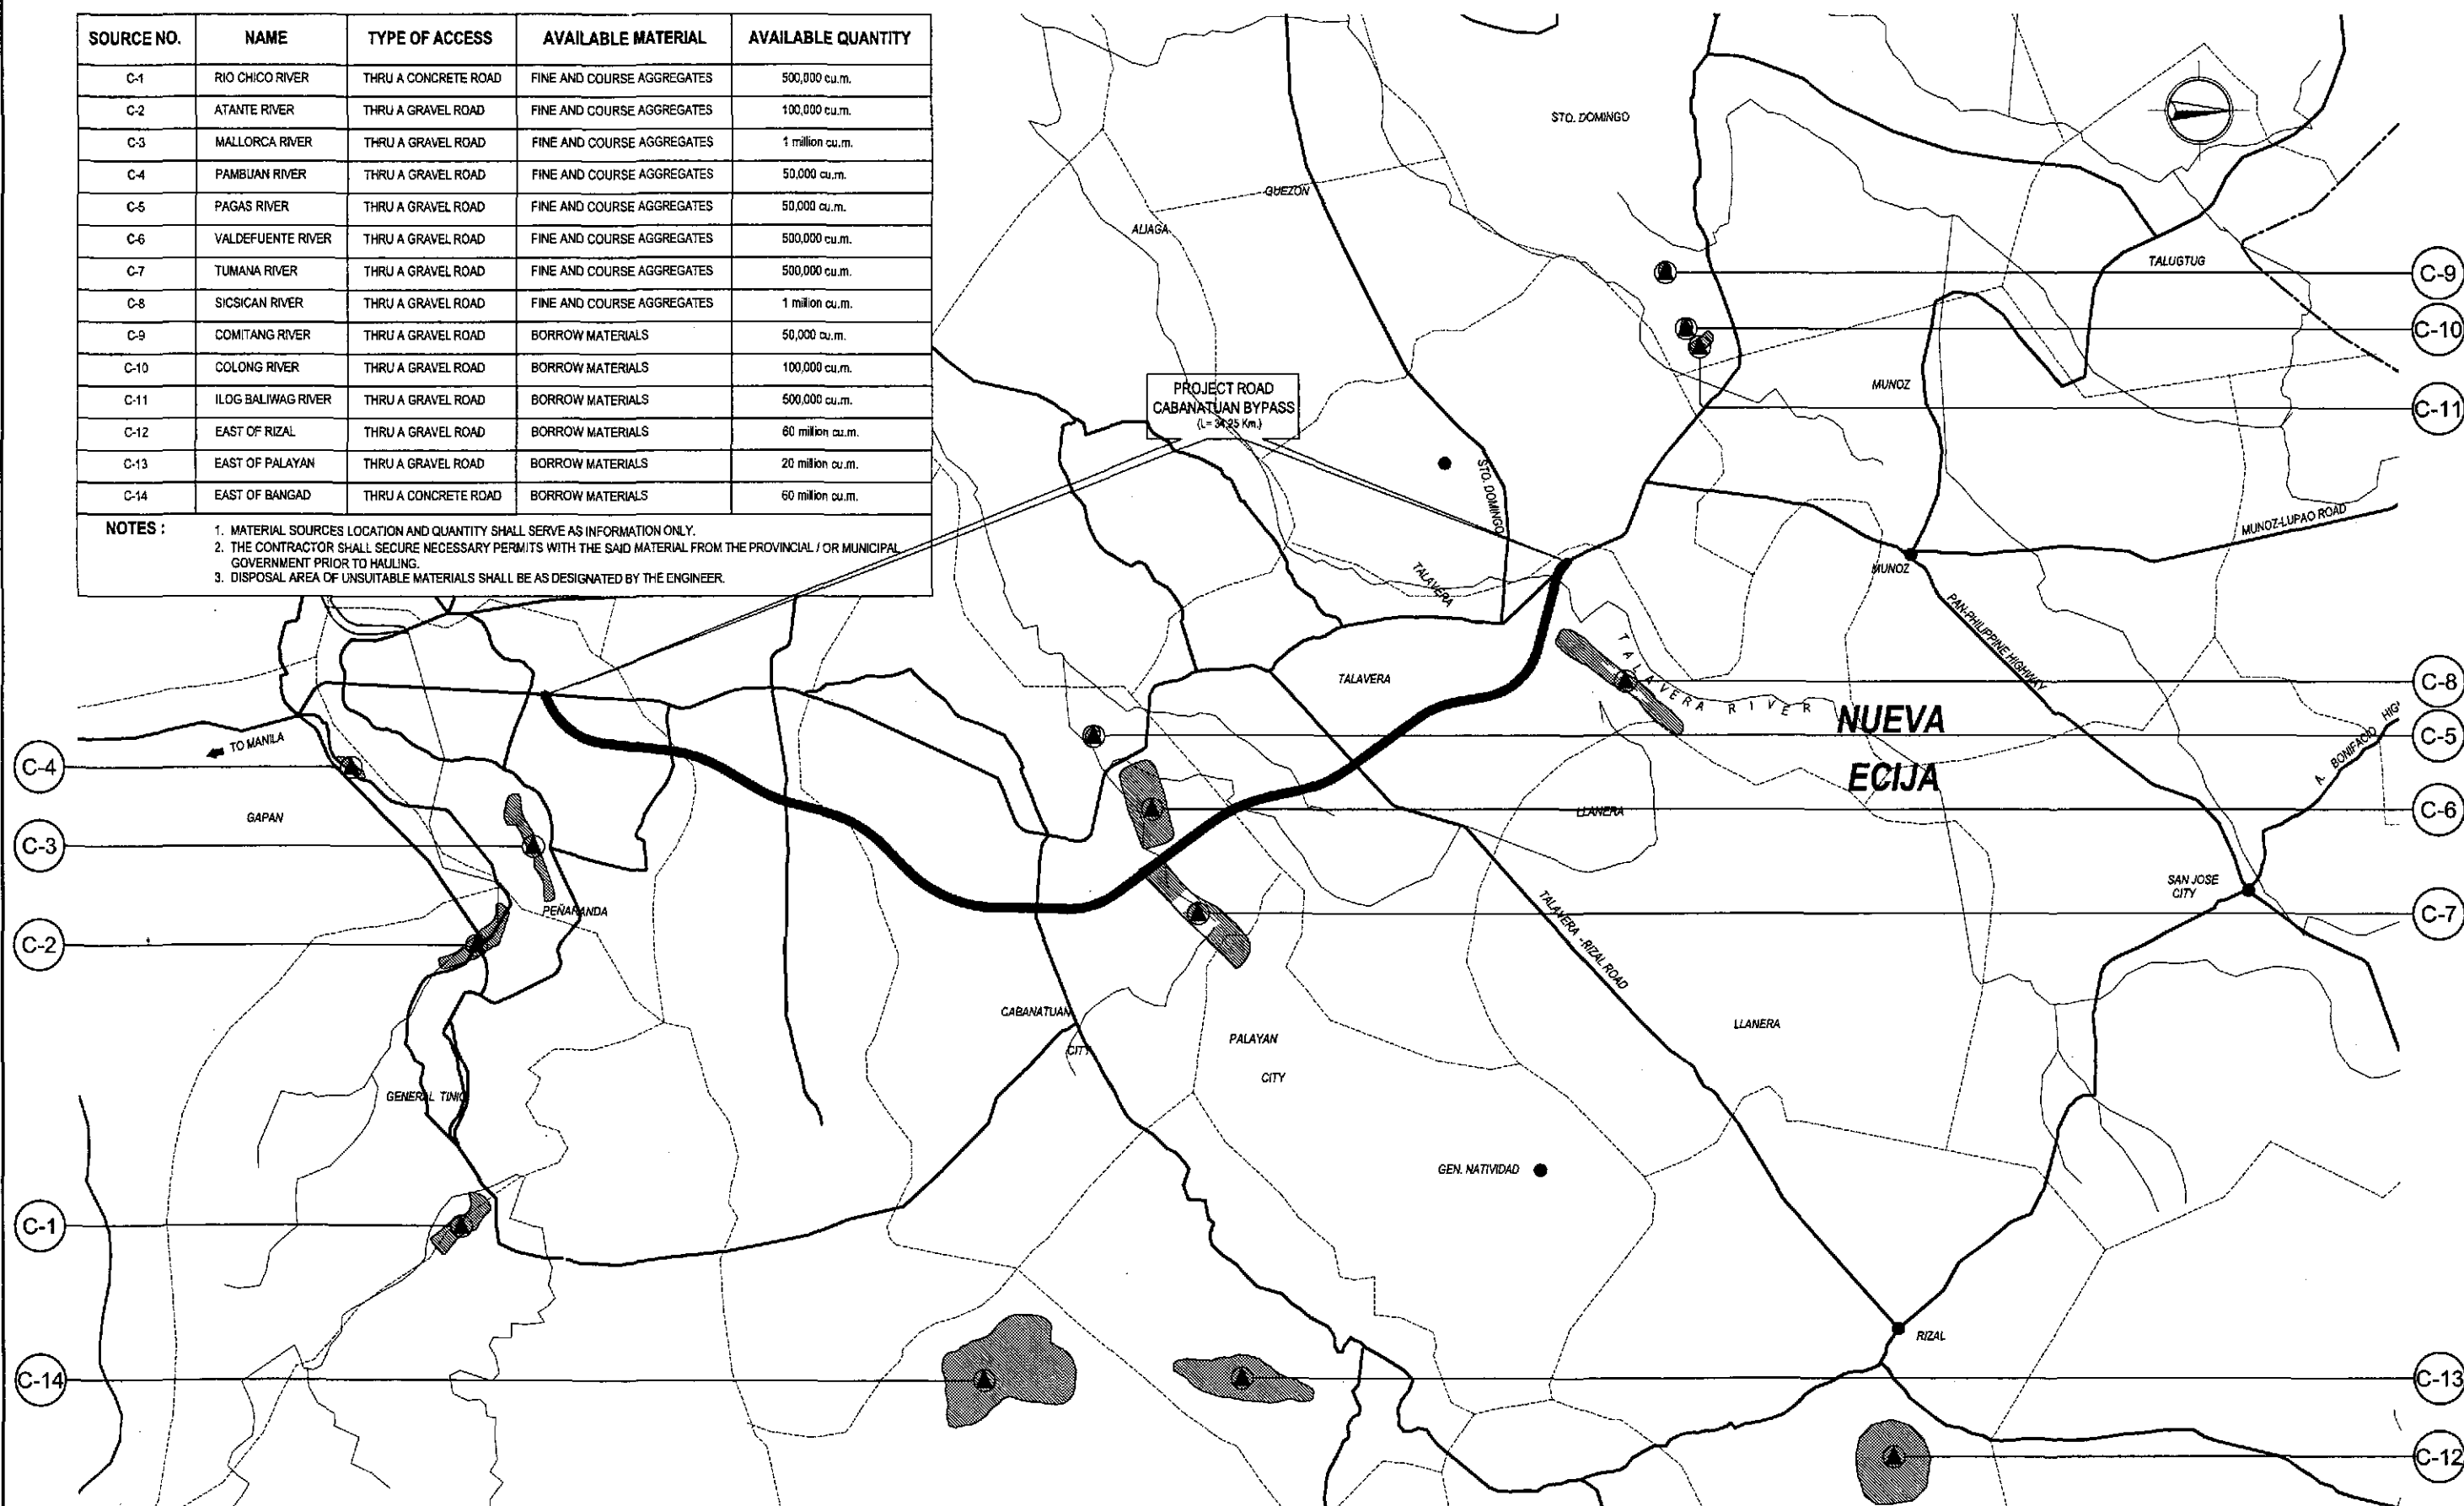 SOURCE NO. NAME TYPE OF ACCESS AVAILABLE MATERIAL AVAILABLE QUANTITY
C-1 RIO CHICO RIVER THRU A CONCRETE ROAD FINE AND COURSE AGGREGATES 500,000 cu.m.
C-2 ATANTE RIVER THRU A GRAVEL ROAD FINE AND COURSE AGGREGATES 100,000 cu.m.
C-3 MALLORCA RIVER THRU A GRAVEL ROAD FINE AND COURSE AGGREGATES 1 million cu.m.
C-4 PAMBUAN RIVER THRU A GRAVEL ROAD FINE AND COURSE AGGREGATES 50,000 cu.m.
C-5 PAGAS RIVER THRU A GRAVEL ROAD FINE AND COURSE AGGREGATES 50,000 cu.m.
C-6 VALDEFUENTE RIVER THRU A GRAVEL ROAD FINE AND COURSE AGGREGATES 500,000 cu.m.
C-7 TUMANA RIVER THRU A GRAVEL ROAD FINE AND COURSE AGGREGATES 500,000 cu.m.
C-8 SICSICAN RIVER THRU A GRAVEL ROAD FINE AND COURSE AGGREGATES 1 million cu.m.
C-9 COMITANG RIVER THRU A GRAVEL ROAD BORROW MATERIALS 50,000 cu.m.
C-10 COLONG RIVER THRU A GRAVEL ROAD BORROW MATERIALS 100,000 cu.m.
C-11 ILOG BALIWAG RIVER THRU A GRAVEL ROAD BORROW MATERIALS 500,000 cu.m.
C-12 EAST OF RIZAL THRU A GRAVEL ROAD BORROW MATERIALS 60 million cu.m.
C-13 EAST OF PALAYAN THRU A GRAVEL ROAD BORROW MATERIALS 20 million cu.m.
C-14 EAST OF BANGAD THRU A CONCRETE ROAD BORROW MATERIALS 60 million cu.m.
NOTES :
1. MATERIAL SOURCES LOCATION AND QUANTITY SHALL SERVE AS INFORMATION ONLY.
2. THE CONTRACTOR SHALL SECURE NECESSARY PERMITS WITH THE SAID MATERIAL FROM THE PROVINCIAL / OR MUNICIPAL
GOVERNMENT PRIOR TO HAULING.
3. DISPOSAL AREA OF UNSUITABLE MATERIALS SHALL BE AS DESIGNATED BY THE ENGINEER.
STO. DOMINGO
QUEZON
ALIAGA
TALUGTUG
C-9
C-10
C-11
PROJECT ROAD
CABANATUAN BYPASS
(L= 34.25 Km.)
MUNOZ
STO. DOMINGO
MUNOZ-LUPAO ROAD
MUNOZ
TALAVERA
PAN-PHILIPPINE HIGHWAY
TALAVERA
TALAVERA RIVER
C-8
NUEVA
ECIJA
C-5
A. BONIFACIO HIG
TO MANILA
C-4
GAPAN
C-6
LLANERA
C-3
SAN JOSE
CITY
PEÑARANDA
C-7
C-2
TALAVERA -RIZAL ROAD
CABANATUAN
CITY
PALAYAN
CITY
LLANERA
GENERAL TINIO
GEN. NATIVIDAD
C-1
RIZAL
C-14
C-13
C-12